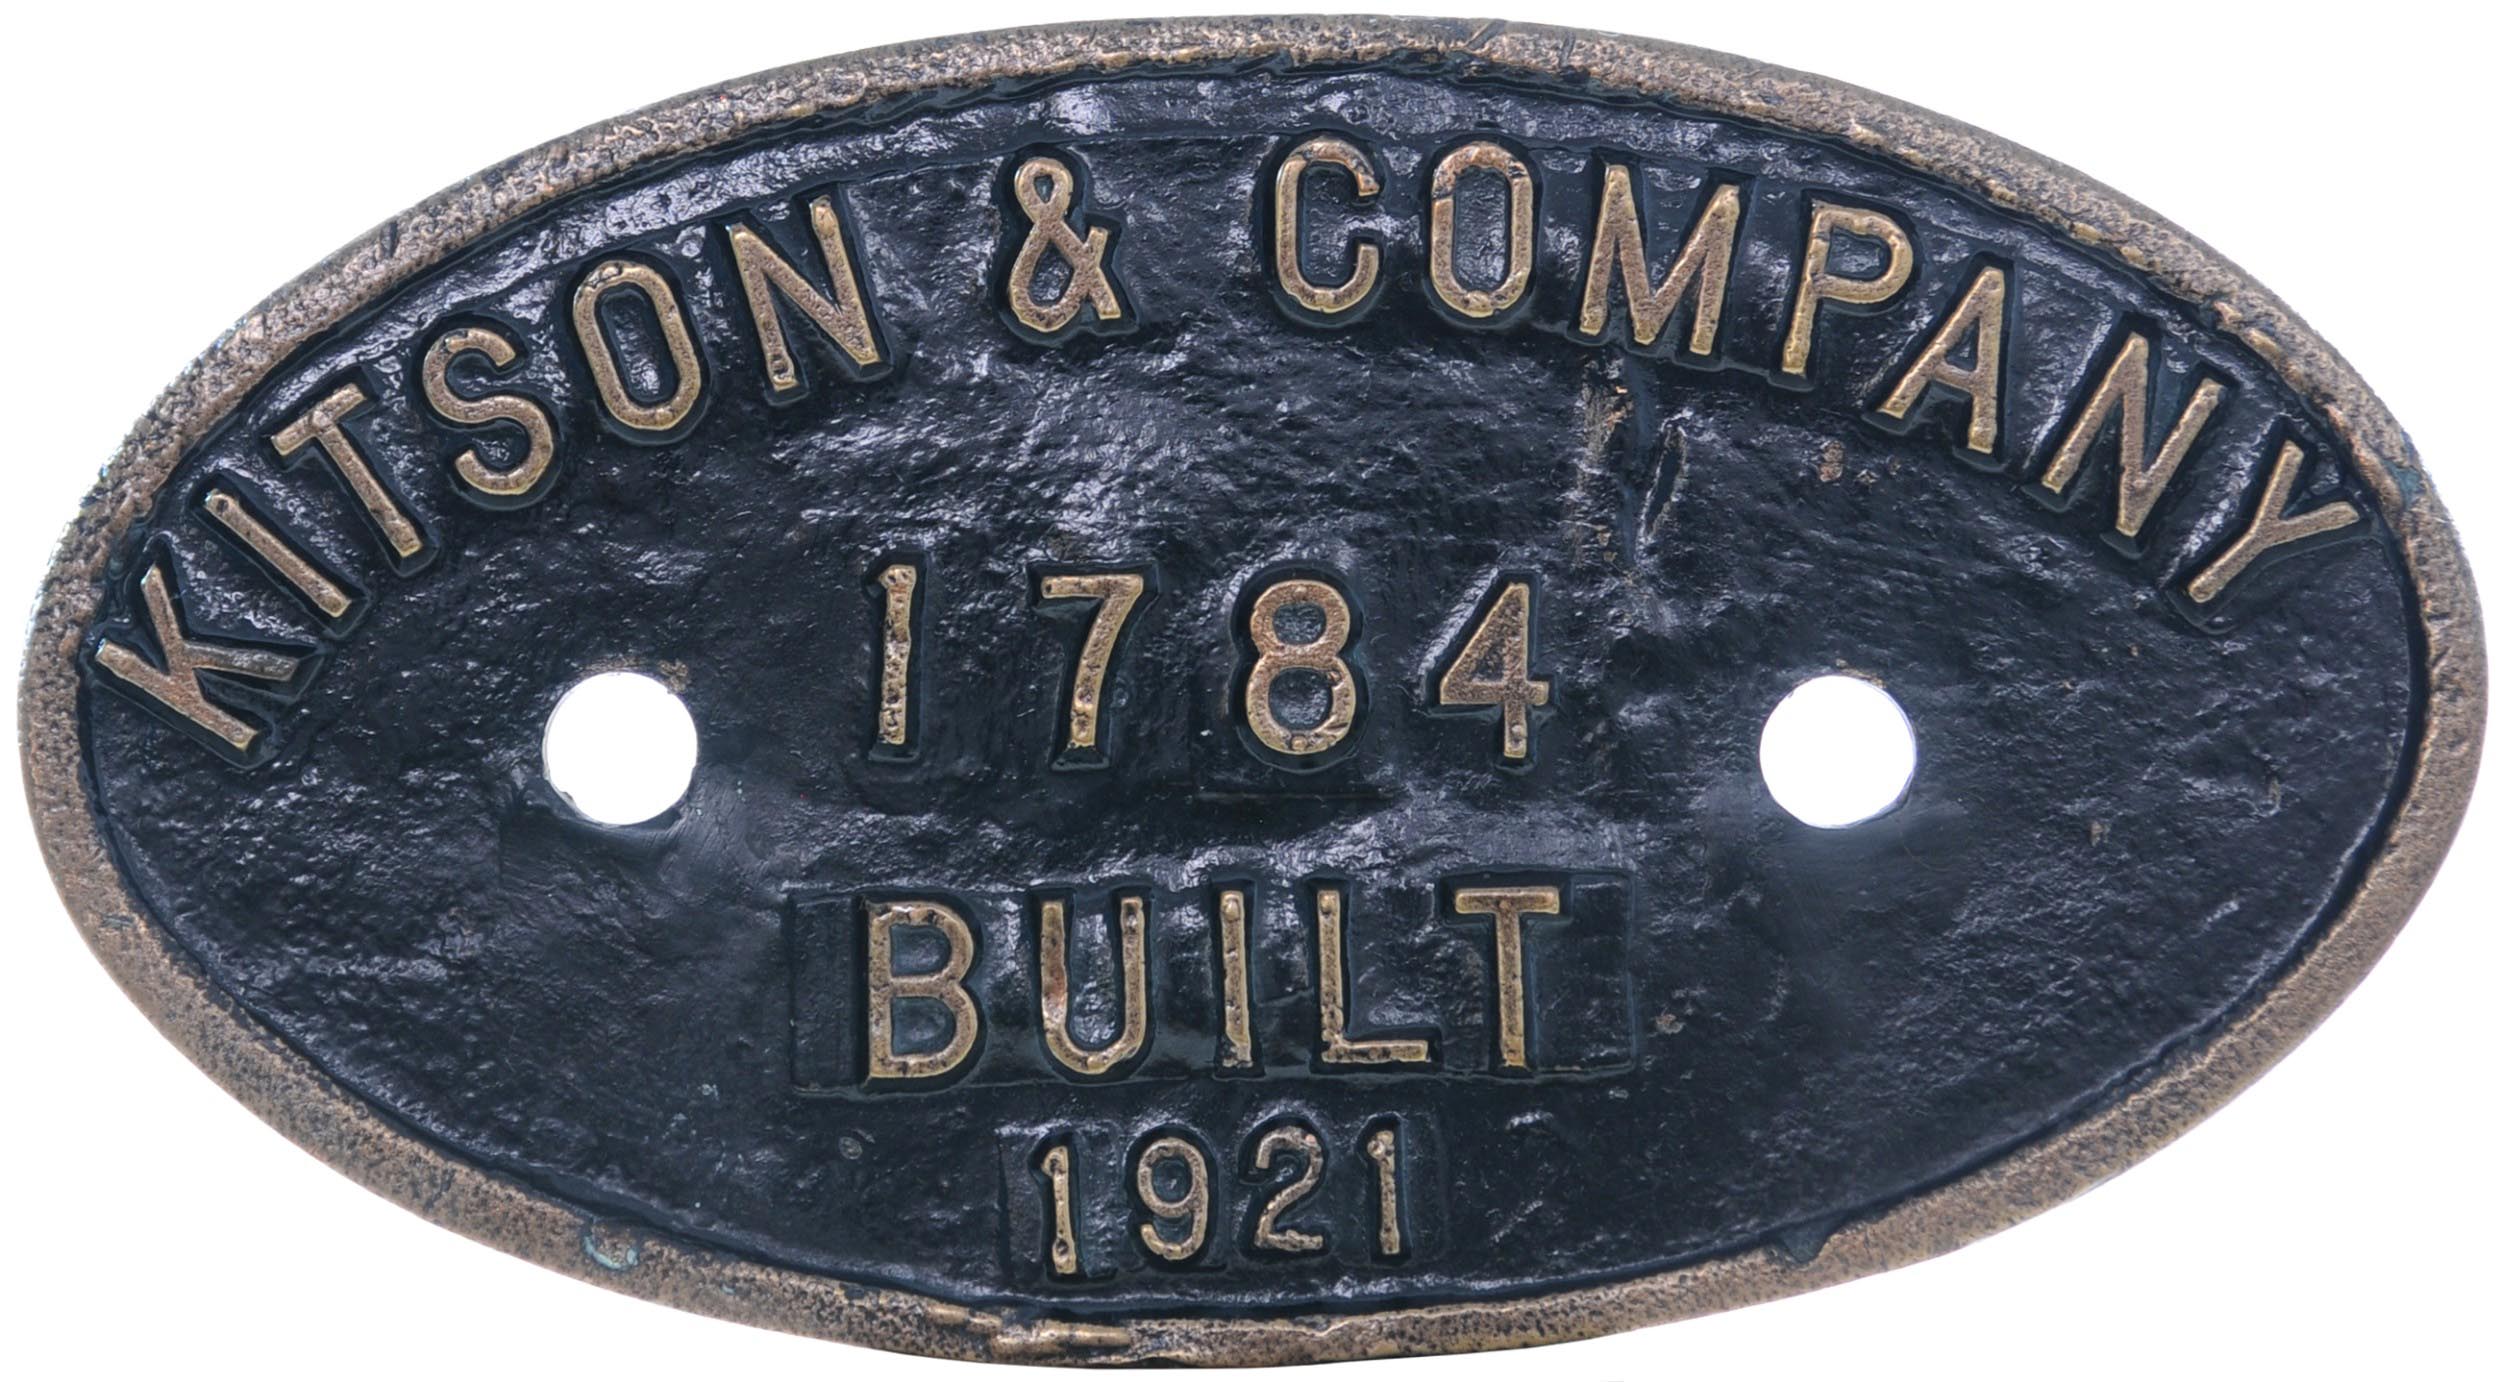 KITSON & COMPANY
1784
BUILT
1921